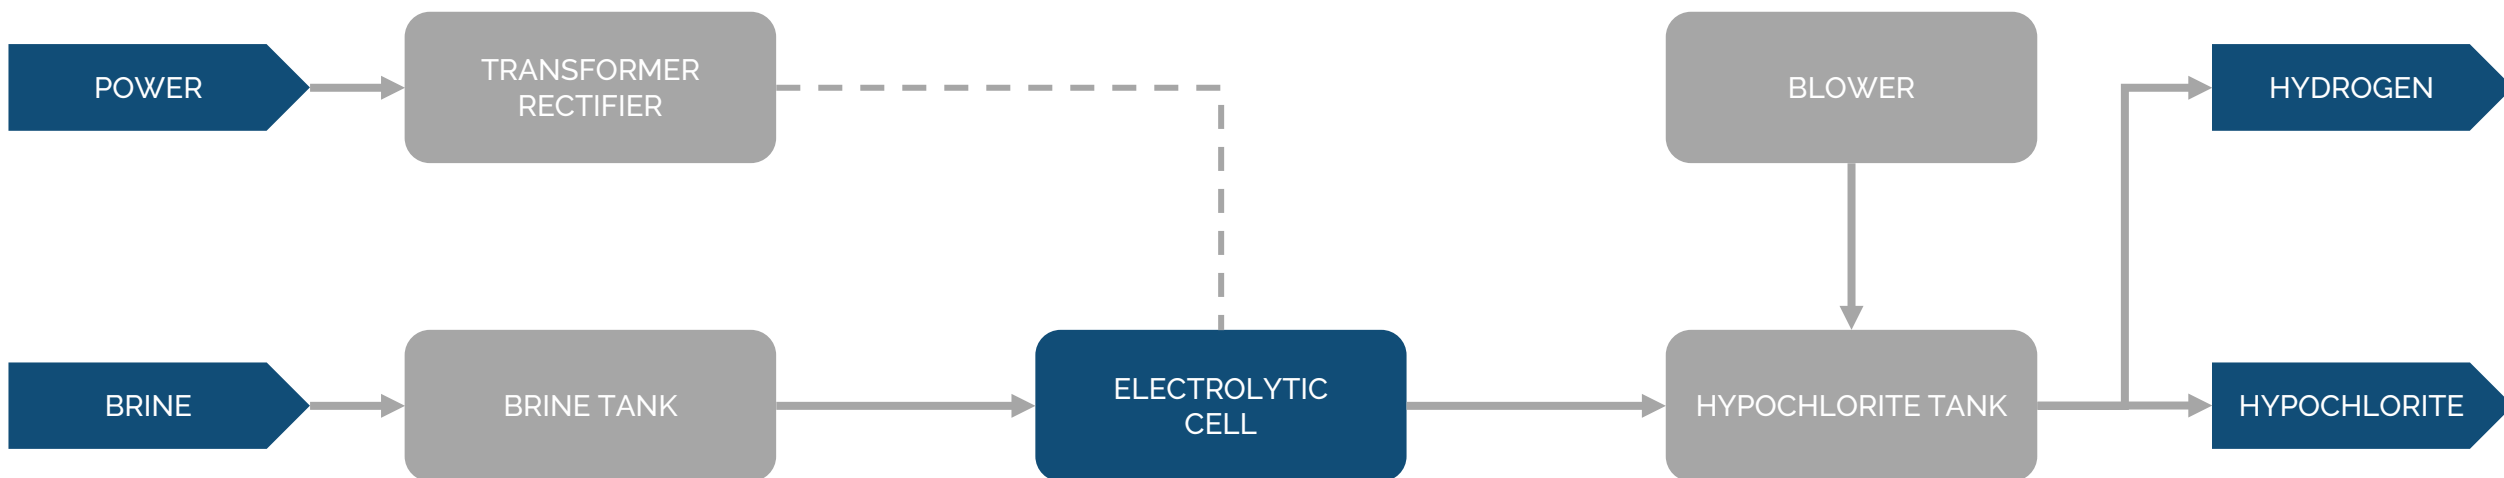 POWER
TRANSFORMER
RECTIFIER
BLOWER
HYDROGEN
BRINE
BRINE TANK
ELECTROLYTIC
CELL
HYPOCHLORITE TANK
HYPOCHLORITE